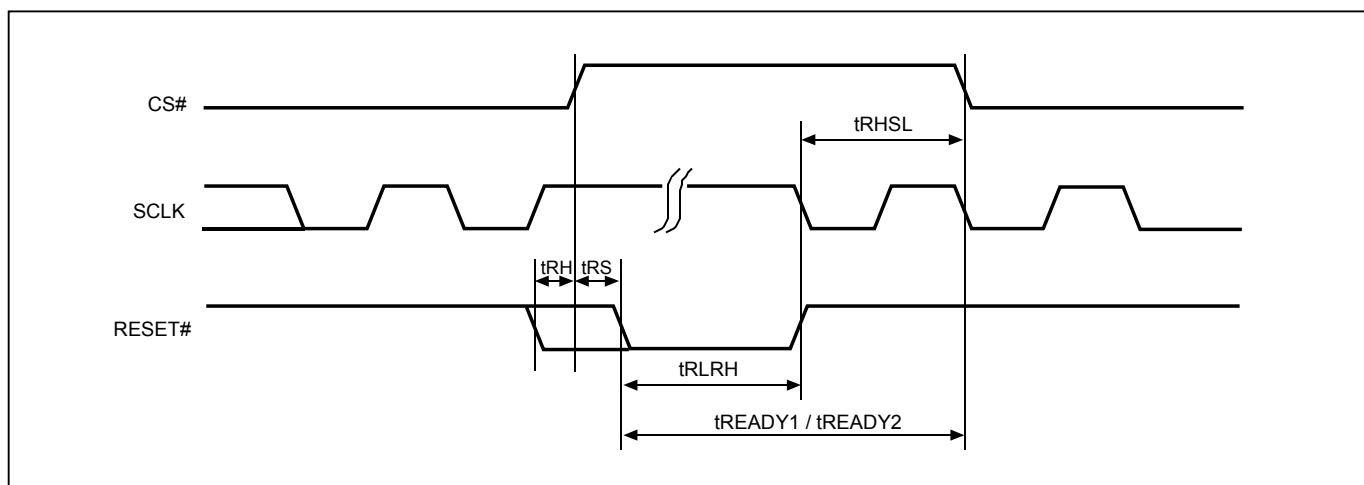 CS#
tRHSL
SCLK
tRH
tRS
RESET#
tRLRH
tREADY1 / tREADY2